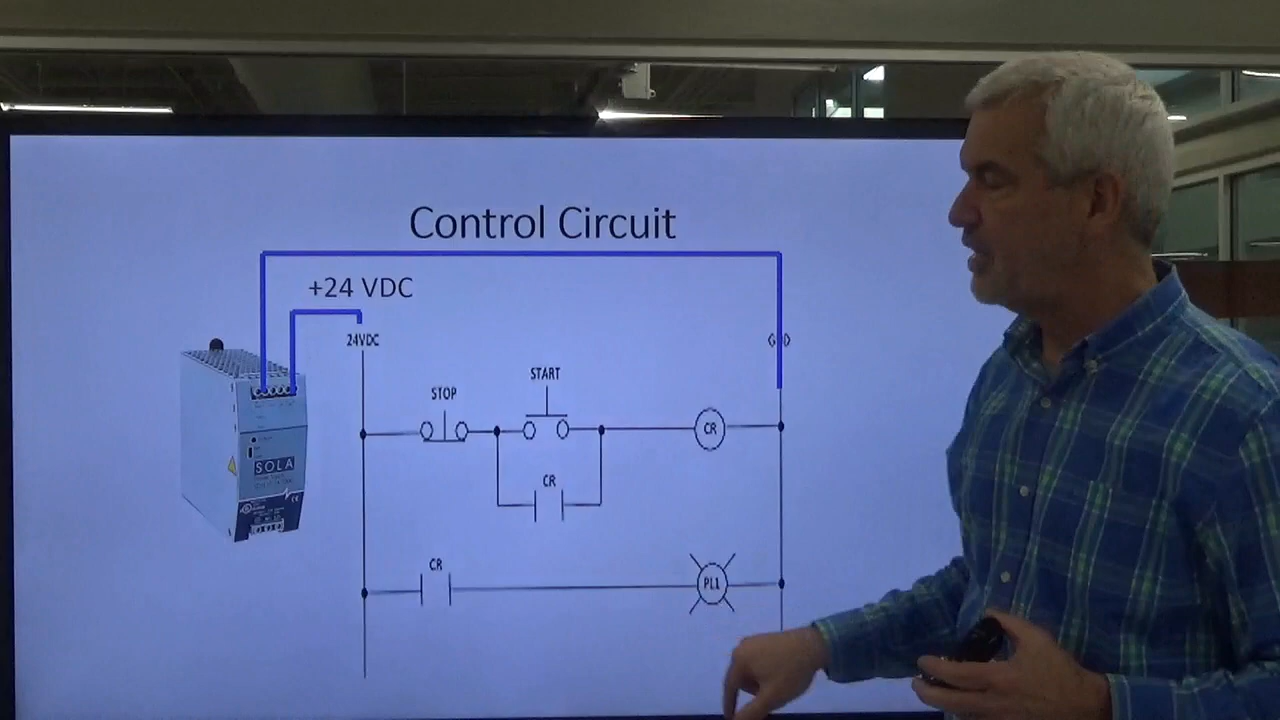 Control Circuit
+24 VDC
24VDC
STOP
START
CR
CR
SOLA
CR
PL1